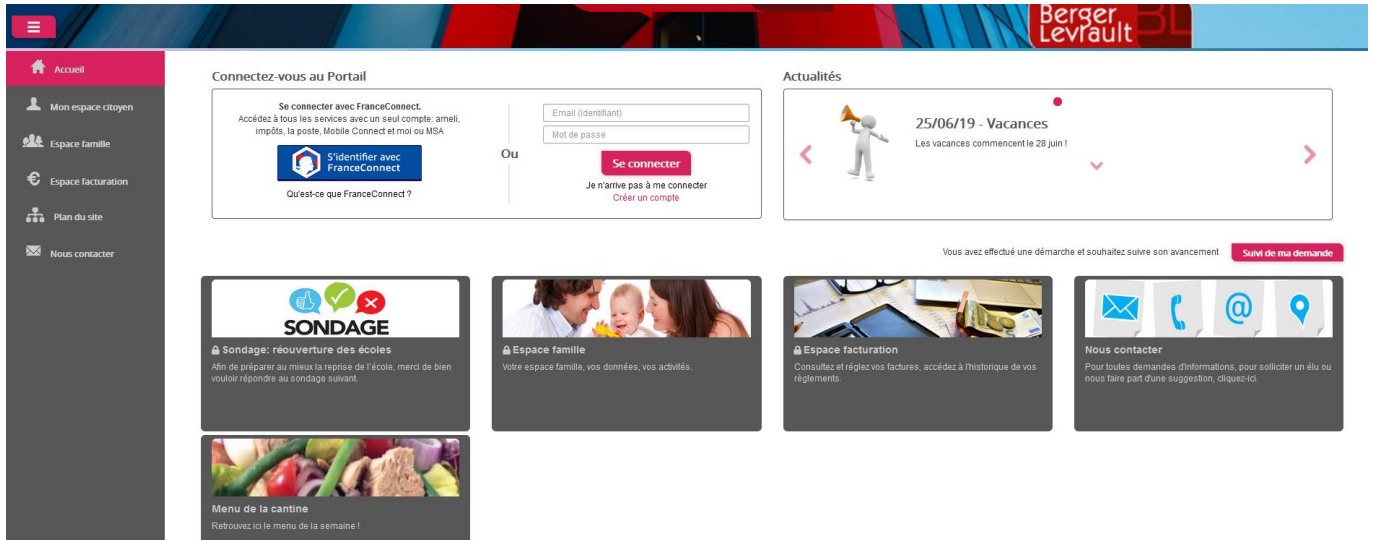 Berger
Levrault
Accueil
Mon espace citoyen
Espace famille
Espace facturation
Plan du site
Nous contacter
Connectez-vous au Portail
Se connecter avec FranceConnect.
Accédez à tous les services avec un seul compte: ameli,
impôts, la poste, Mobile Connect et moi ou MSA
S'identifier avec
FranceConnect
Qu'est-ce que FranceConnect ?
Ou
Email (identifiant)
Mot de passe
Se connecter
Je n'arrive pas à me connecter
Créer un compte
Actualités
25/06/19 - Vacances
Les vacances commencent le 28 juin !
Vous avez effectué une démarche et souhaitez suivre son avancement
Suivi de ma demande
SONDAGE
Sondage: réouverture des écoles
Afin de préparer au mieux la reprise de l'école, merci de bien
vouloir répondre au sondage suivant.
Espace famille
Votre espace famille, vos données, vos activités.
Espace facturation
Consultez et réglez vos factures, accédez à l'historique de vos
règlements.
Nous contacter
Pour toutes demandes d'informations, pour solliciter un élu ou
nous faire part d'une suggestion, cliquez-ici.
Menu de la cantine
Retrouvez ici le menu de la semaine !